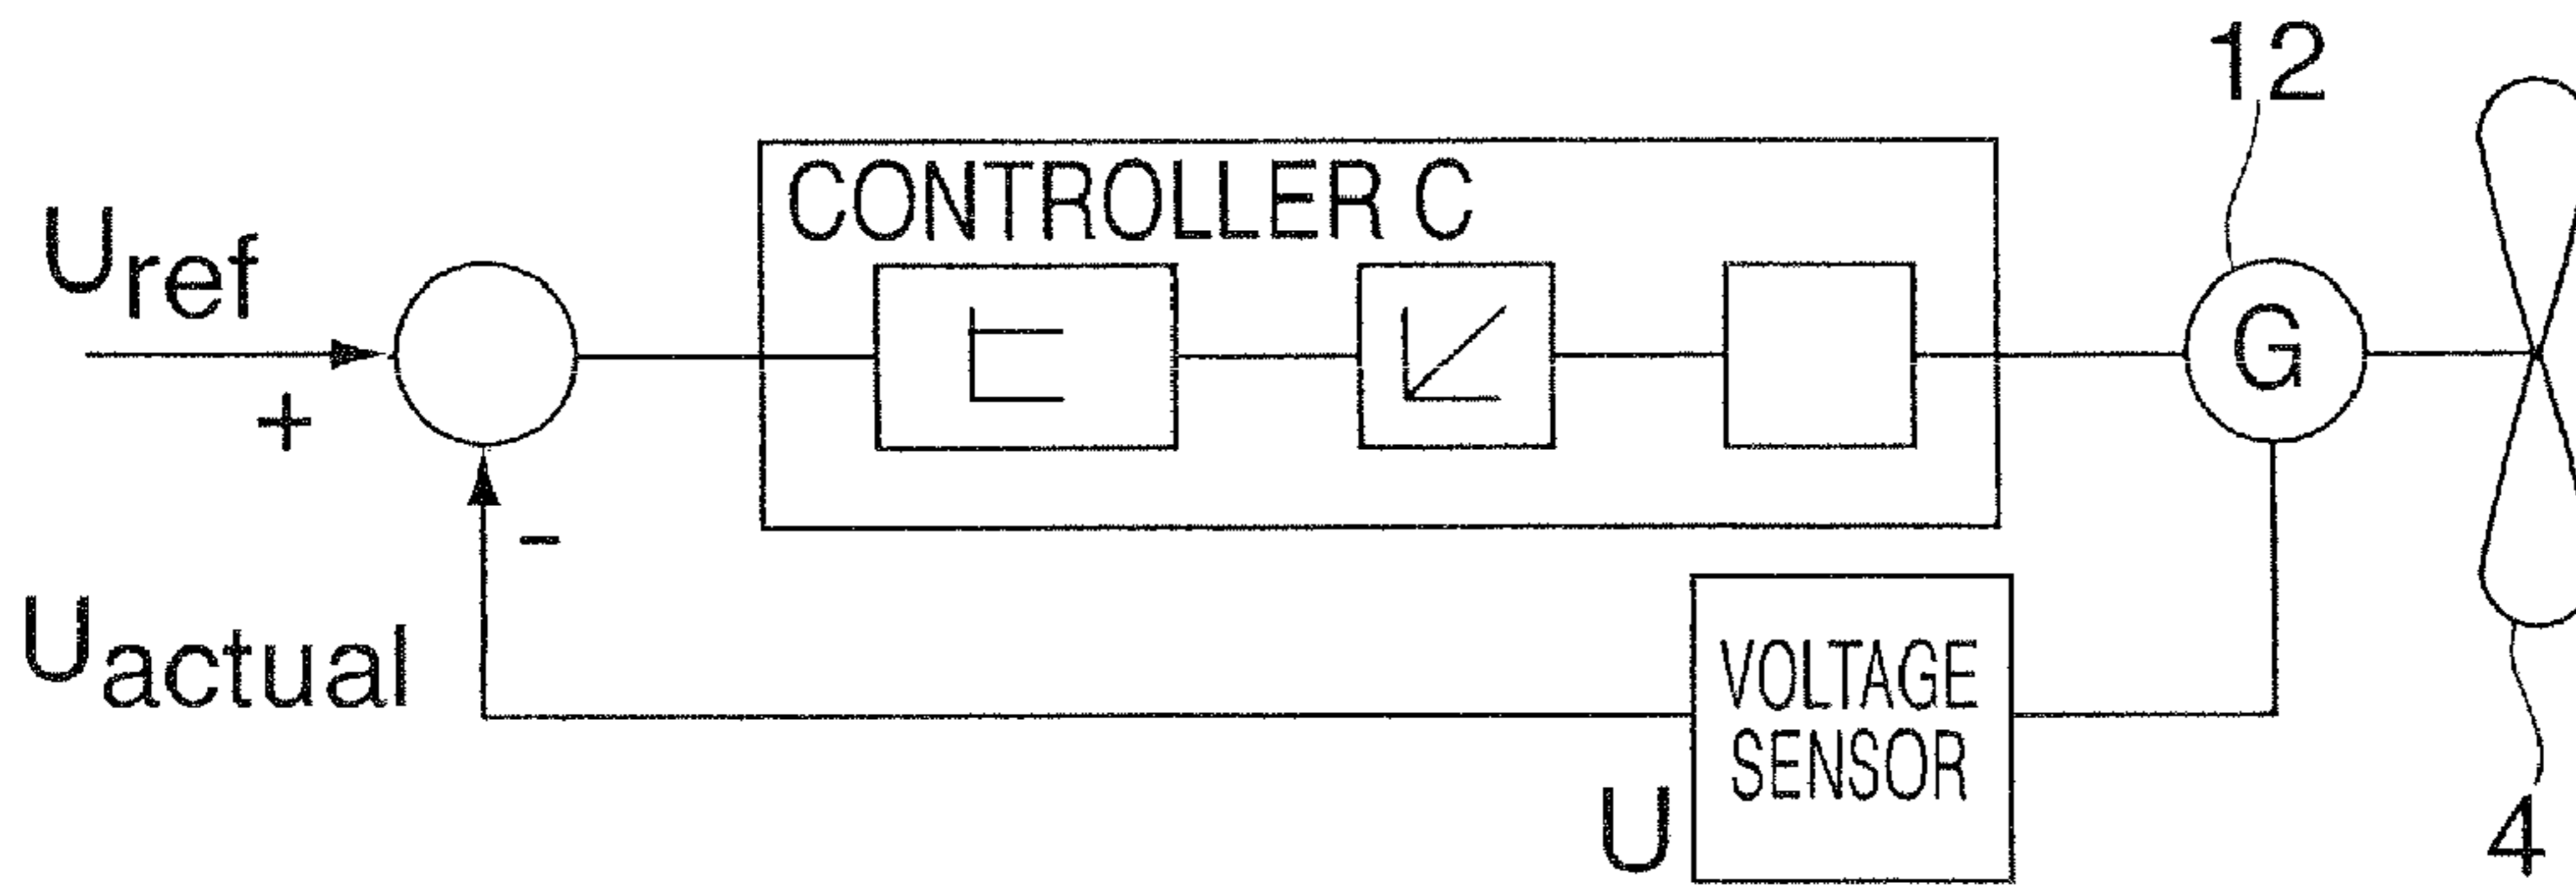 12
CONTROLLER C
Uref
+
G
-
Uactual
VOLTAGE
SENSOR
U
4